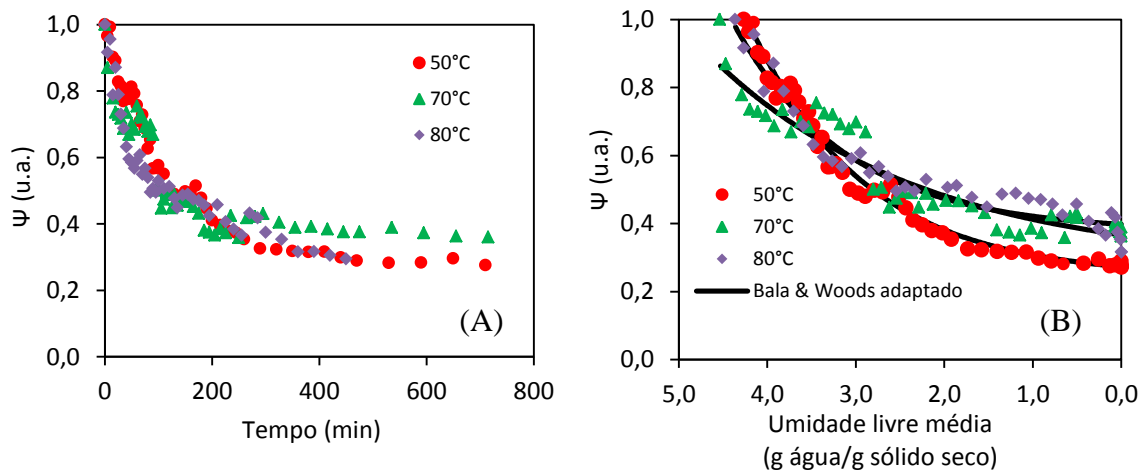 1,0
0,8
0,6
0,4
0,2
0,0
Ψ (u.a.)
50°C
70°C
80°C
(A)
0 200 400 600 800
Tempo (min)
1,0
0,8
0,6
0,4
0,2
0,0
Ψ (u.a.)
50°C
70°C
80°C
Bala & Woods adaptado
(B)
5,0 4,0 3,0 2,0 1,0 0,0
Umidade livre média
(g água/g sólido seco)